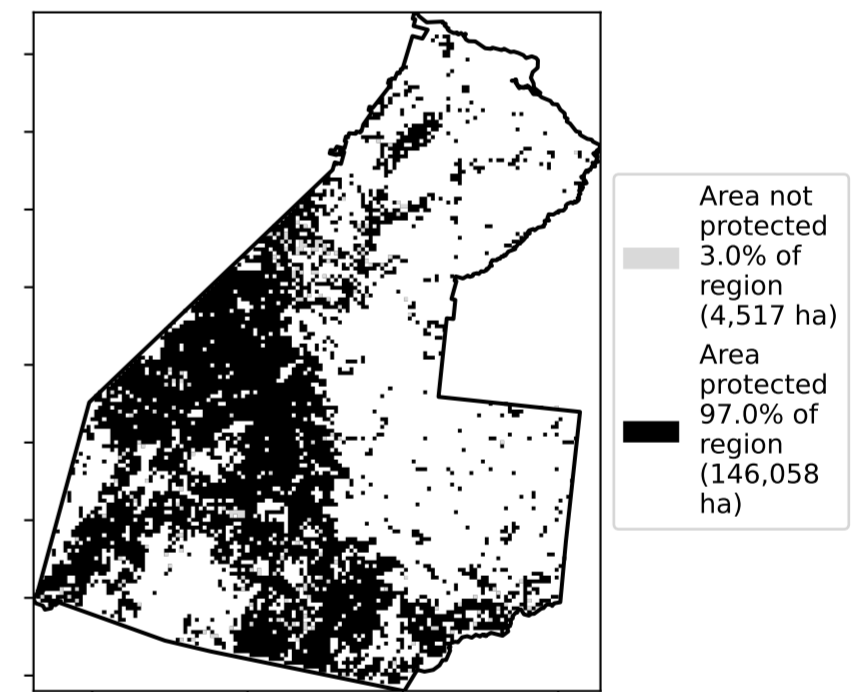 Area not
protected
3.0% of
region
(4,517 ha)
Area
protected
97.0% of
region
(146,058
ha)